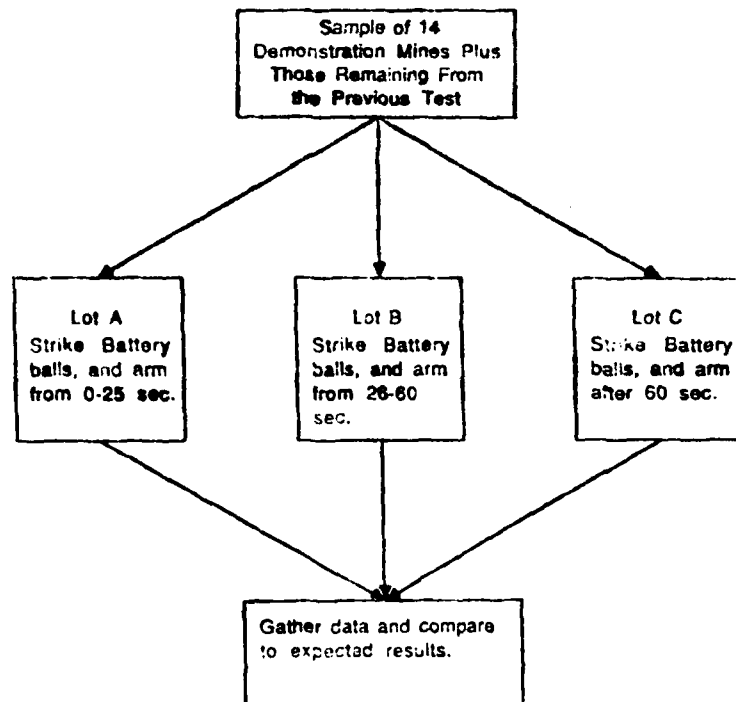 Sample of 14
Demonstration Mines Plus
Those Remaining From
the Previous Test
Lot A
Strike Battery
balls, and arm
from 0-25 sec.
Lot B
Strike Battery
balls, and arm
from 26-60
sec.
Lot C
Strike Battery
balls, and arm
after 60 sec.
Gather data and compare
to expected results.